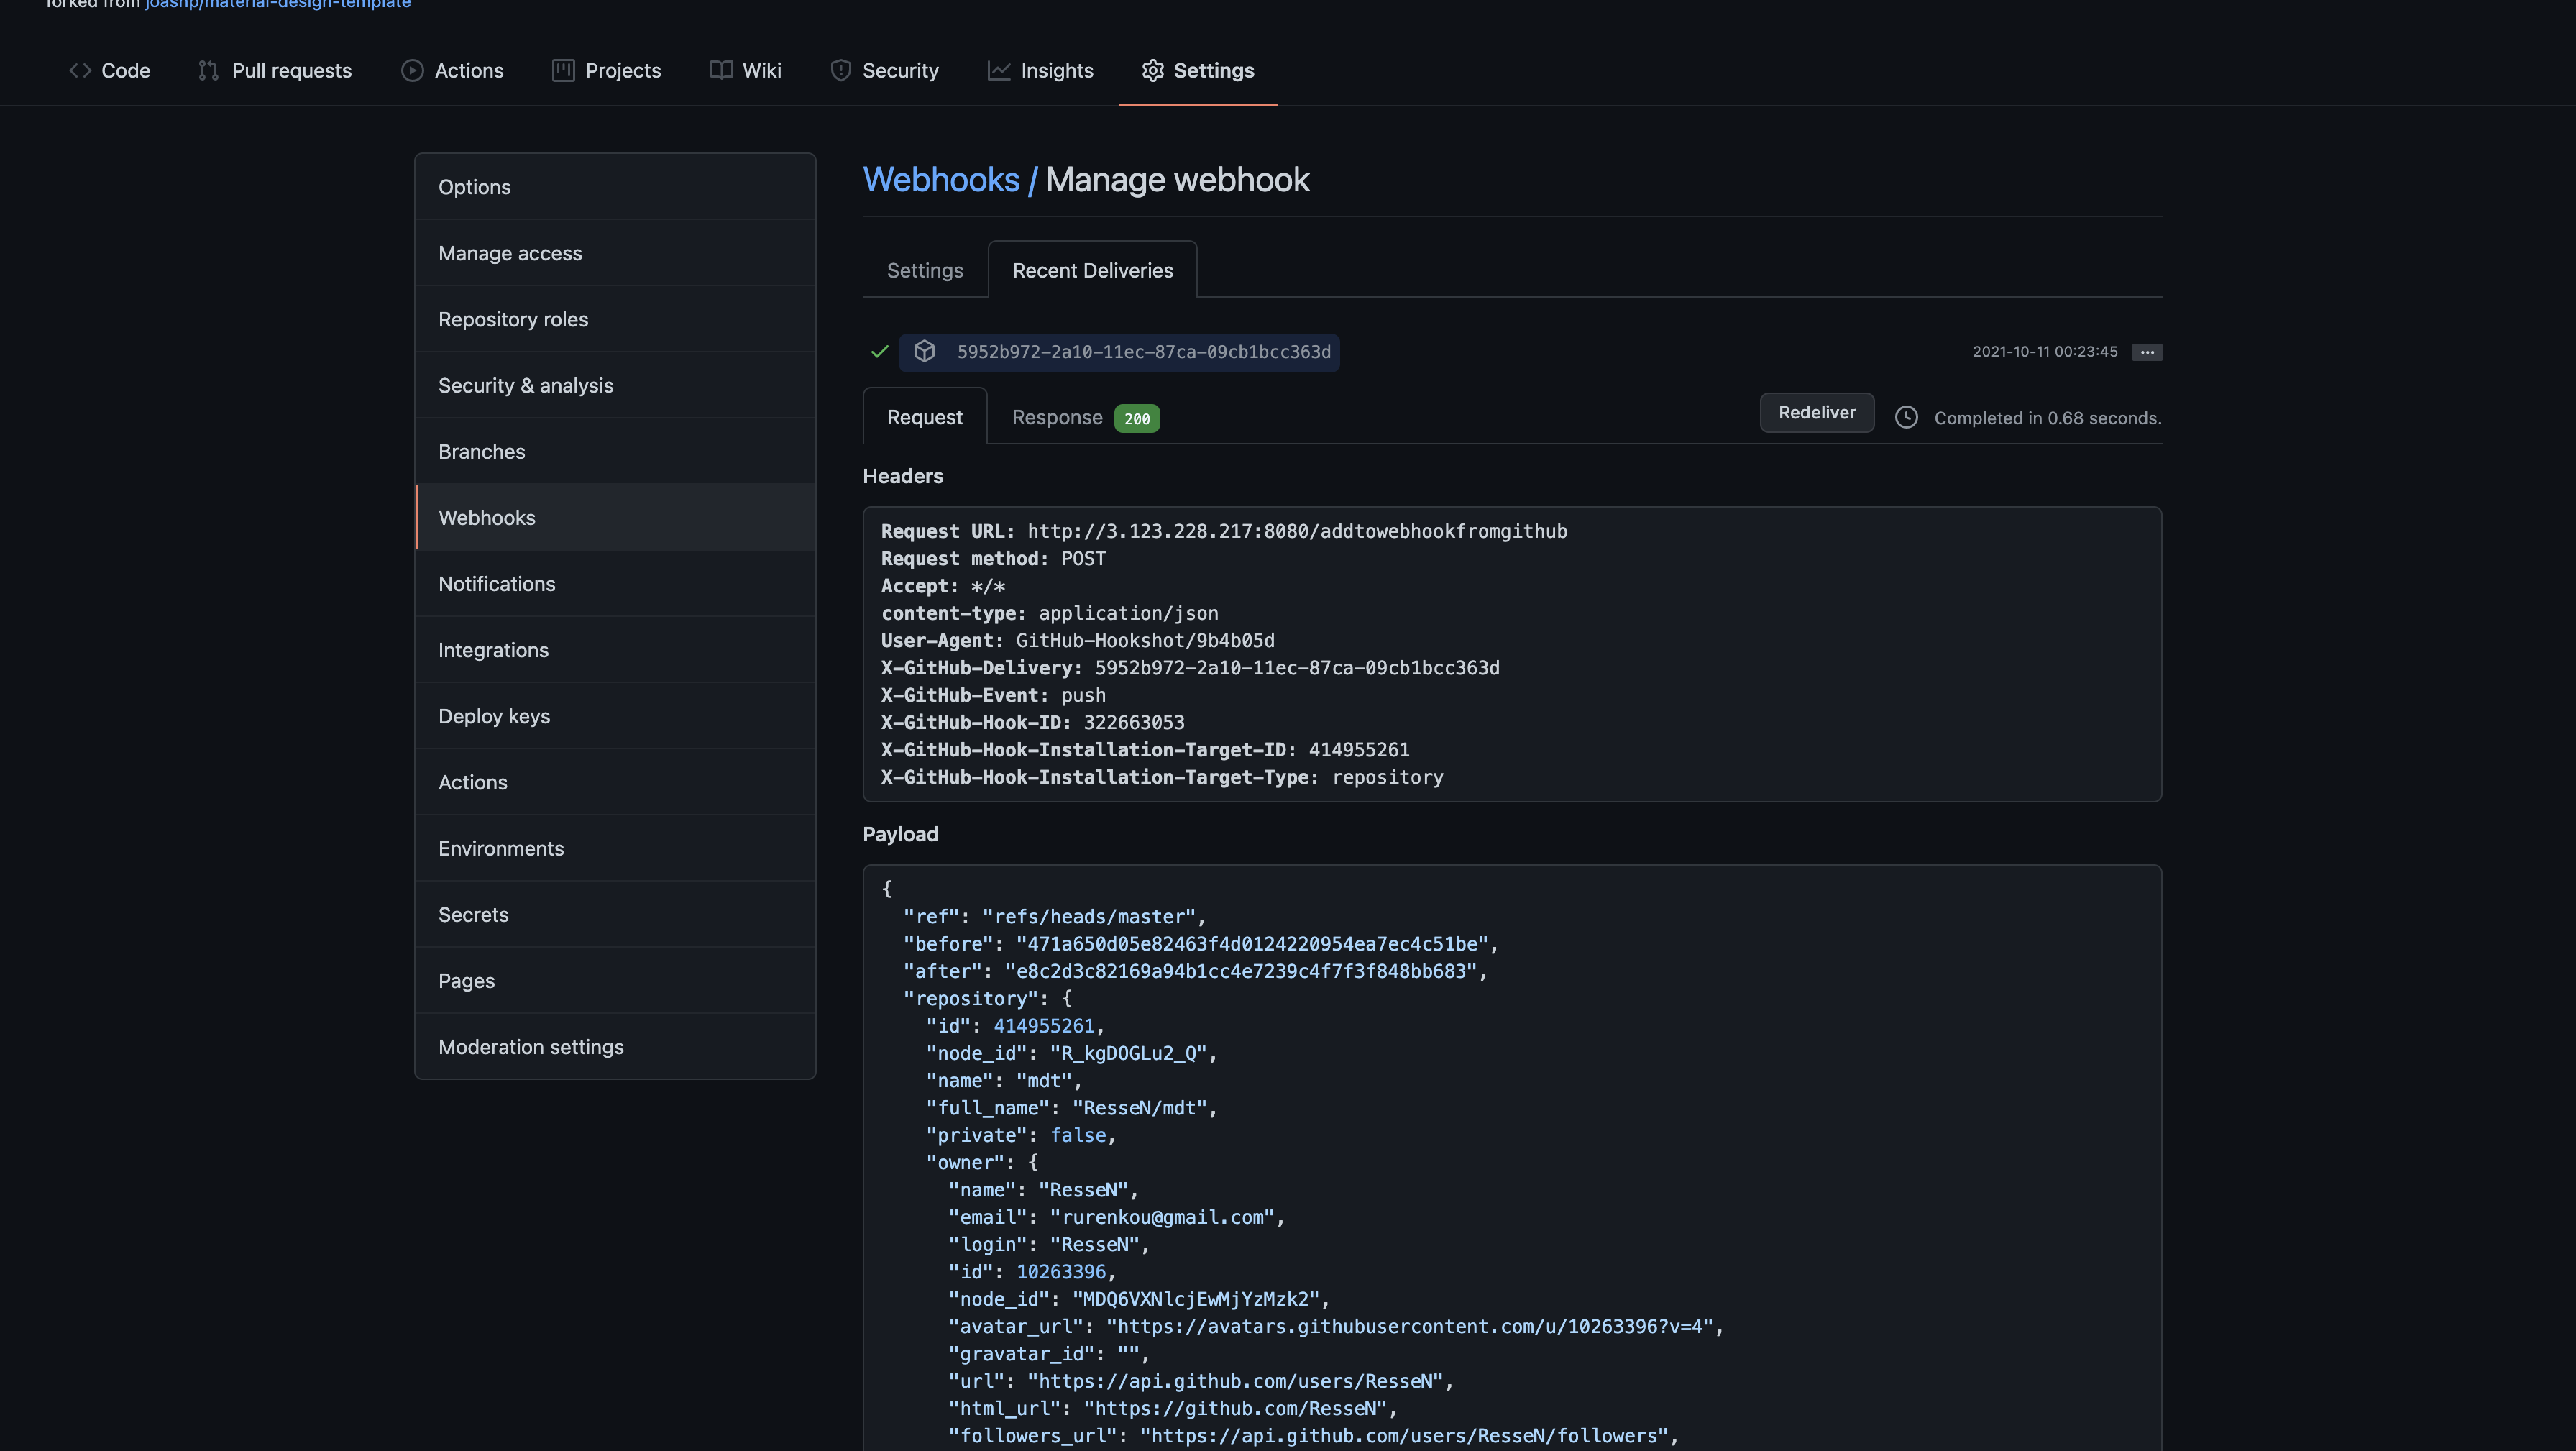 forked from joashp/material-design-template
Code Pull requests Actions Projects Wiki Security Insights Settings
Options
Manage access
Repository roles
Security & analysis
Branches
Webhooks
Notifications
Integrations
Deploy keys
Actions
Environments
Secrets
Pages
Moderation settings
Webhooks / Manage webhook
Settings Recent Deliveries
5952b972-2a10-11ec-87ca-09cb1bcc363d 2021-10-11 00:23:45 ...
Request Response 200 Redeliver Completed in 0.68 seconds.
Headers
Request URL: http://3.123.228.217:8080/addtowebhookfromgithub
Request method: POST
Accept: */*
content-type: application/json
User-Agent: GitHub-Hookshot/9b4b05d
X-GitHub-Delivery: 5952b972-2a10-11ec-87ca-09cb1bcc363d
X-GitHub-Event: push
X-GitHub-Hook-ID: 322663053
X-GitHub-Hook-Installation-Target-ID: 414955261
X-GitHub-Hook-Installation-Target-Type: repository
Payload
{
"ref": "refs/heads/master",
"before": "471a650d05e82463f4d0124220954ea7ec4c51be",
"after": "e8c2d3c82169a94b1cc4e7239c4f7f3f848bb683",
"repository": {
"id": 414955261,
"node_id": "R_kgDOGLu2_Q",
"name": "mdt",
"full_name": "ResseN/mdt",
"private": false,
"owner": {
"name": "ResseN",
"email": "rurenkou@gmail.com",
"login": "ResseN",
"id": 10263396,
"node_id": "MDQ6VXNlcjEwMjYzMzk2",
"avatar_url": "https://avatars.githubusercontent.com/u/10263396?v=4",
"gravatar_id": "",
"url": "https://api.github.com/users/ResseN",
"html_url": "https://github.com/ResseN",
"followers_url": "https://api.github.com/users/ResseN/followers",